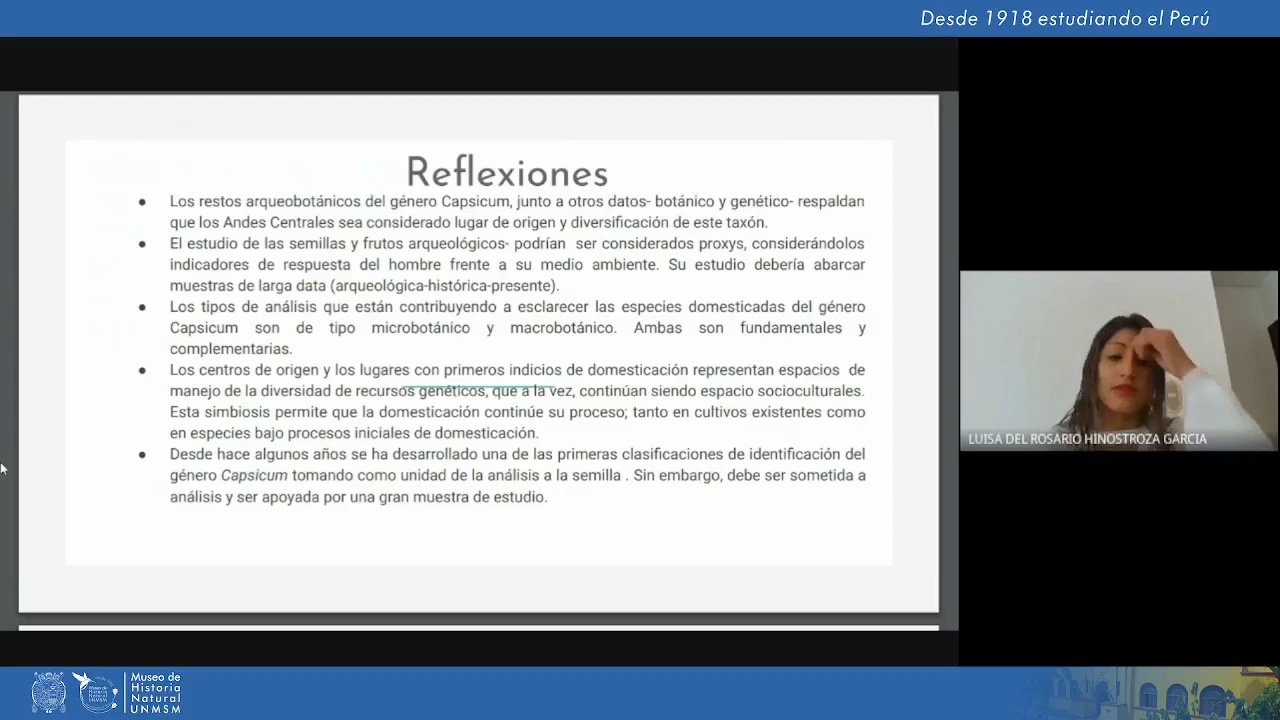 Desde 1918 estudiando el Perú
Reflexiones
● Los restos arqueobotánicos del género Capsicum, junto a otros datos- botánico y genético- respaldan
que los Andes Centrales sea considerado lugar de origen y diversificación de este taxón.
● El estudio de las semillas y frutos arqueológicos- podrían ser considerados proxys, considerándolos
indicadores de respuesta del hombre frente a su medio ambiente. Su estudio debería abarcar
muestras de larga data (arqueológica-histórica-presente).
● Los tipos de análisis que están contribuyendo a esclarecer las especies domesticadas del género
Capsicum son de tipo microbotánico y macrobotánico. Ambas son fundamentales y
complementarias.
● Los centros de origen y los lugares con primeros indicios de domesticación representan espacios de
manejo de la diversidad de recursos genéticos, que a la vez, continúan siendo espacio socioculturales.
Esta simbiosis permite que la domesticación continúe su proceso; tanto en cultivos existentes como
en especies bajo procesos iniciales de domesticación.
● Desde hace algunos años se ha desarrollado una de las primeras clasificaciones de identificación del
género Capsicum tomando como unidad de la análisis a la semilla . Sin embargo, debe ser sometida a
análisis y ser apoyada por una gran muestra de estudio.
LUISA DEL ROSARIO HINOSTROZA GARCIA
Museo de
Historia
Natural
UNMSM